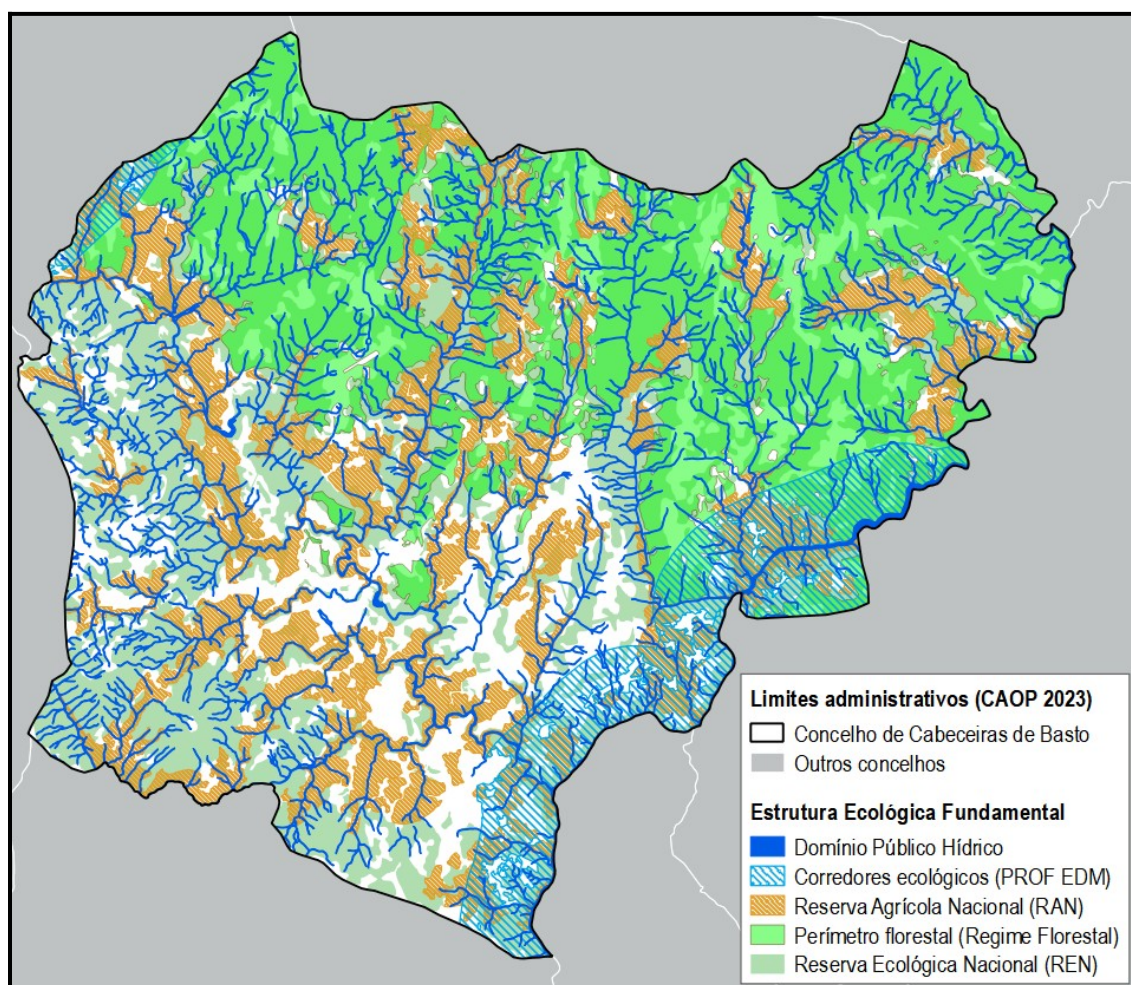 Limites administrativos (CAOP 2023)
Concelho de Cabeceiras de Basto
Outros concelhos
Estrutura Ecológica Fundamental
Domínio Público Hídrico
Corredores ecológicos (PROF EDM)
Reserva Agrícola Nacional (RAN)
Perímetro florestal (Regime Florestal)
Reserva Ecológica Nacional (REN)